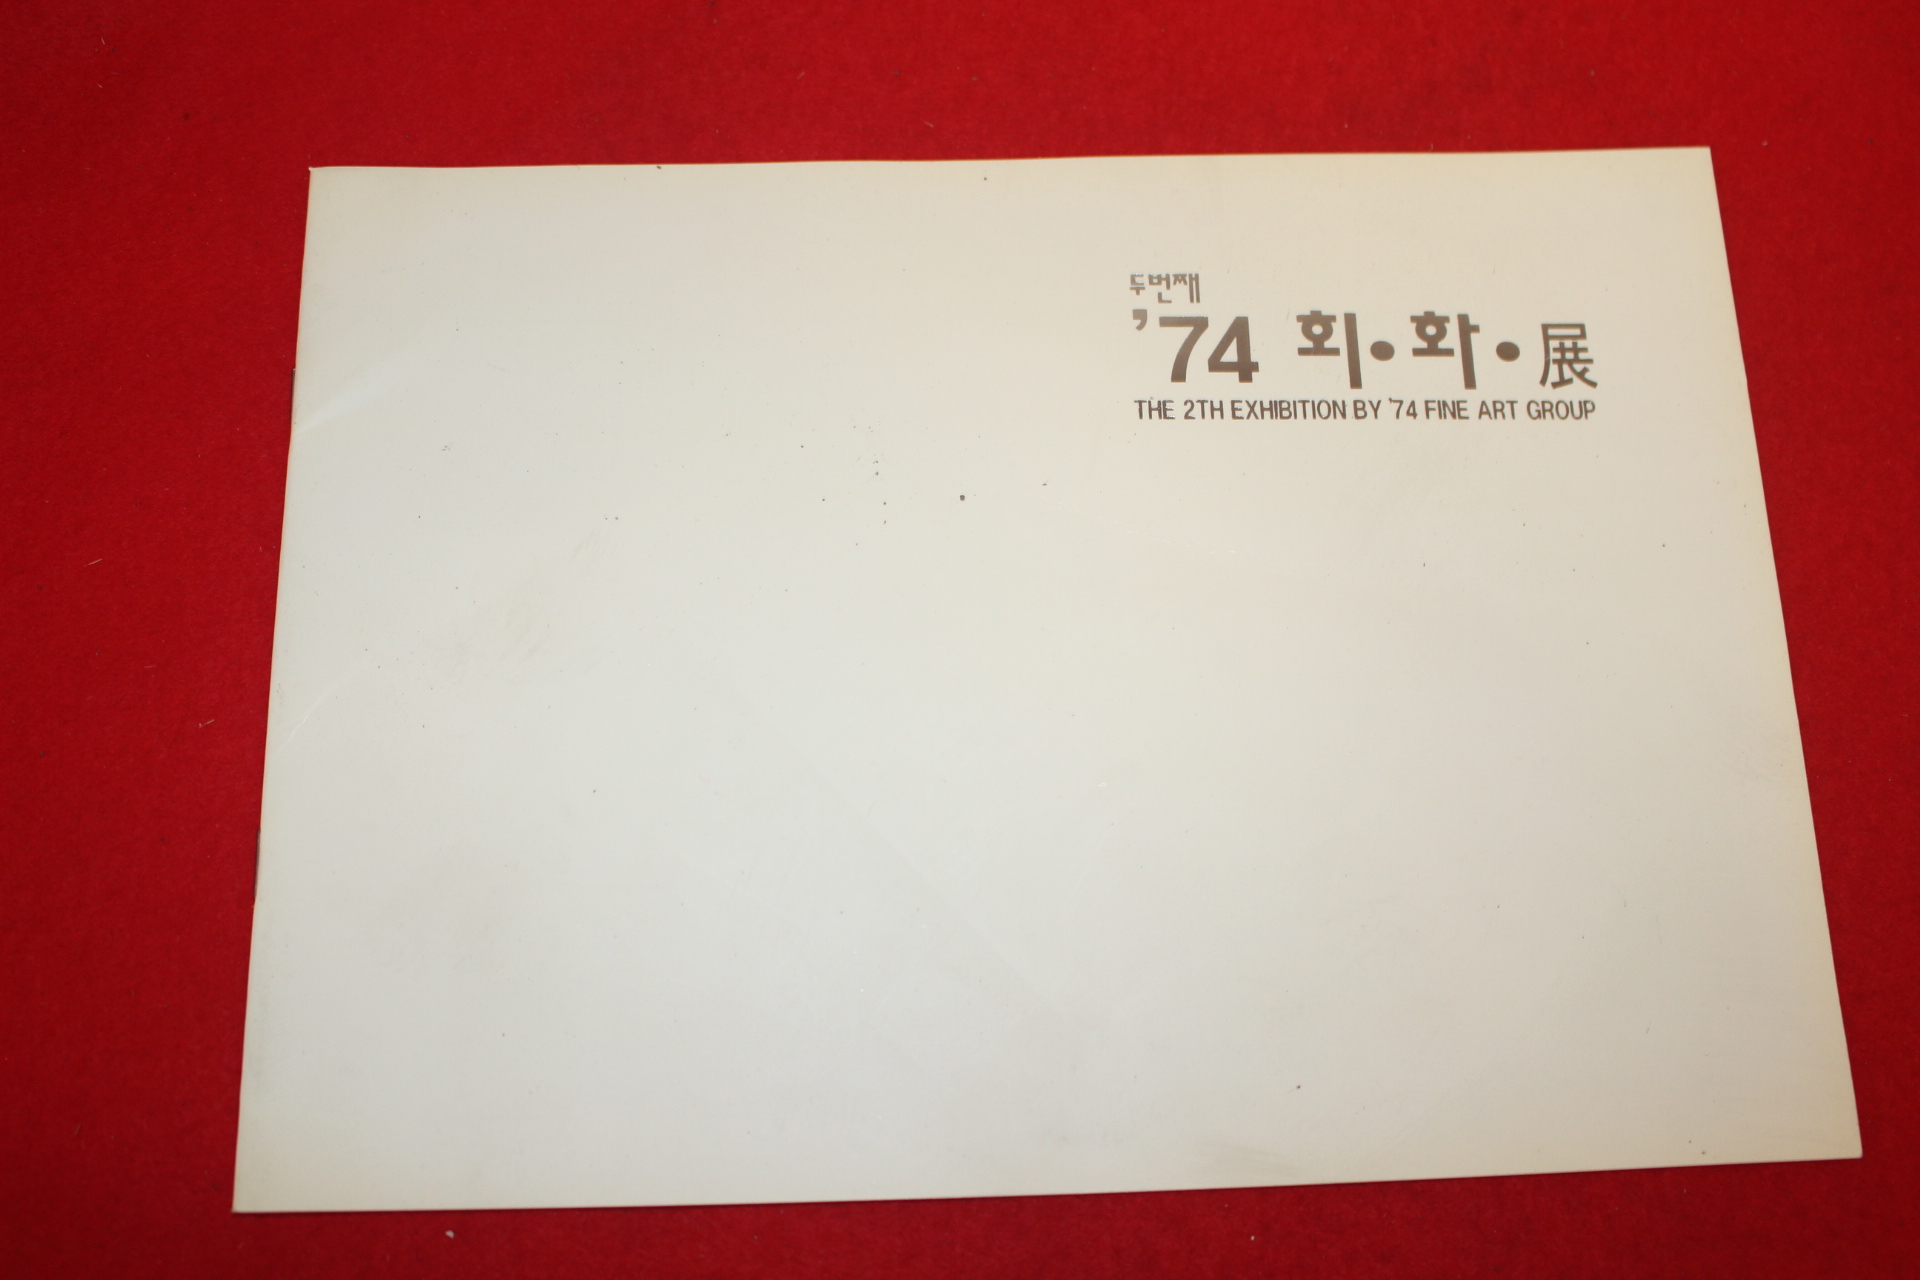 두번째
'74 회•화•展
THE 2TH EXHIBITION BY '74 FINE ART GROUP